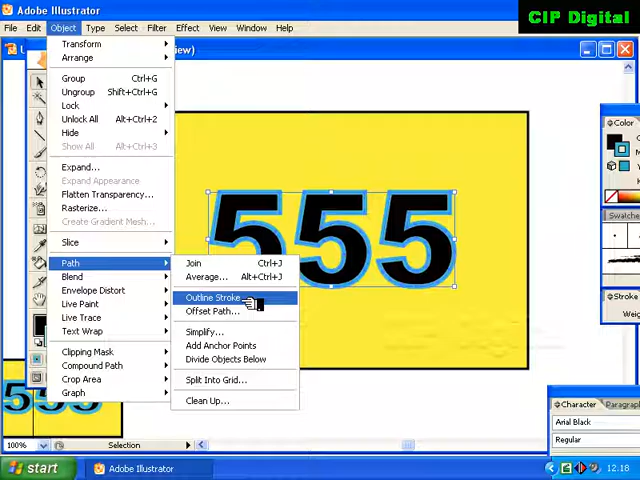 Adobe Illustrator
CIP Digital
File Edit Object Type Select Filter Effect View Window Help
Transform
Arrange
Group Ctrl+G
Ungroup Shift+Ctrl+G
Lock
Unlock All Alt+Ctrl+2
Hide
Show All Alt+Ctrl+3
Expand...
Expand Appearance
Flatten Transparency...
Rasterize...
Create Gradient Mesh...
Slice
Path
Blend
Envelope Distort
Live Paint
Live Trace
Text Wrap
Clipping Mask
Compound Path
Crop Area
Graph
Join Ctrl+J
Average... Alt+Ctrl+J
Outline Stroke
Offset Path...
Simplify...
Add Anchor Points
Divide Objects Below
Split Into Grid...
Clean Up...
555
Color
Swatches
Stroke
Character Paragraph
Arial Black
Regular
100% Selection
start Adobe Illustrator 12.18